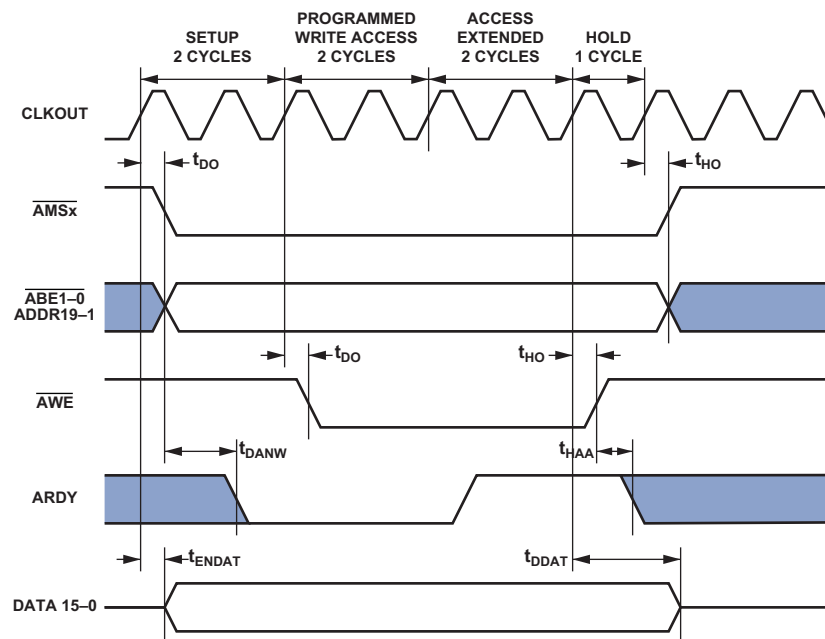 SETUP
2 CYCLES
PROGRAMMED
WRITE ACCESS
2 CYCLES
ACCESS
EXTENDED
2 CYCLES
HOLD
1 CYCLE
CLKOUT
tDO
tHO
AMSx
ABE1–0
ADDR19–1
tDO
tHO
AWE
tDANW
tHAA
ARDY
tENDAT
tDDAT
DATA 15–0